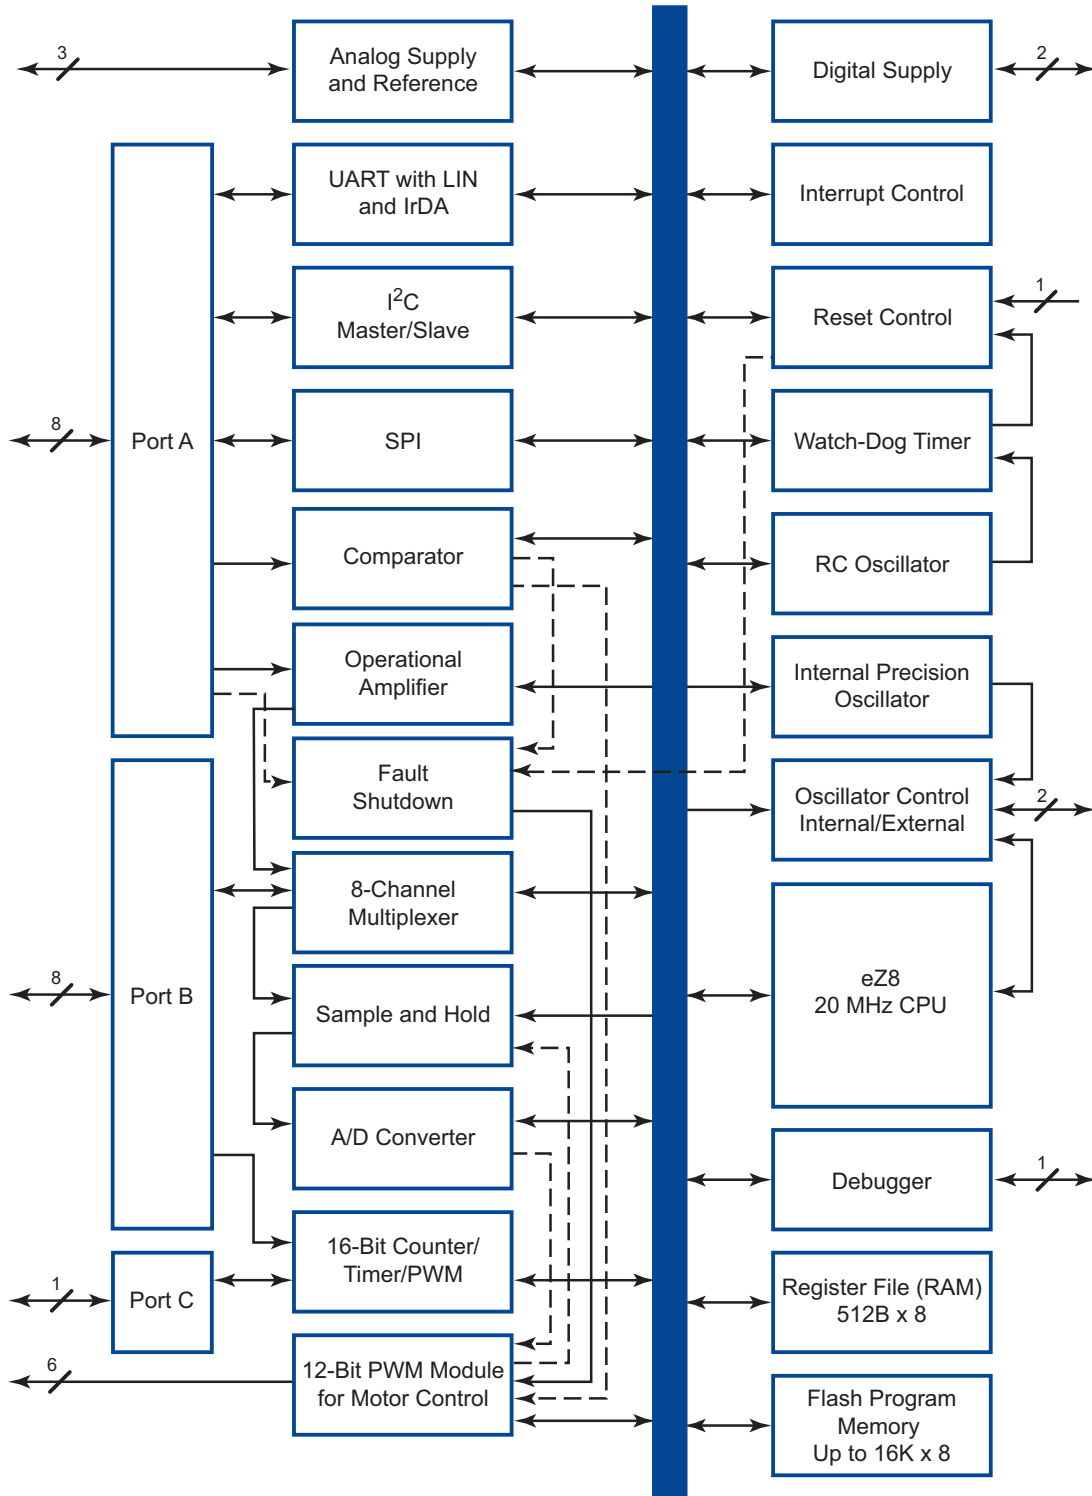 3
Analog Supply
and Reference
Digital Supply
2
UART with LIN
and IrDA
Interrupt Control
I²C
Master/Slave
Reset Control
1
8
Port A
SPI
Watch-Dog Timer
Comparator
RC Oscillator
Operational
Amplifier
Internal Precision
Oscillator
Fault
Shutdown
Oscillator Control
Internal/External
2
8-Channel
Multiplexer
8
Port B
Sample and Hold
eZ8
20 MHz CPU
A/D Converter
Debugger
1
16-Bit Counter/
Timer/PWM
1
Port C
Register File (RAM)
512B x 8
6
12-Bit PWM Module
for Motor Control
Flash Program
Memory
Up to 16K x 8